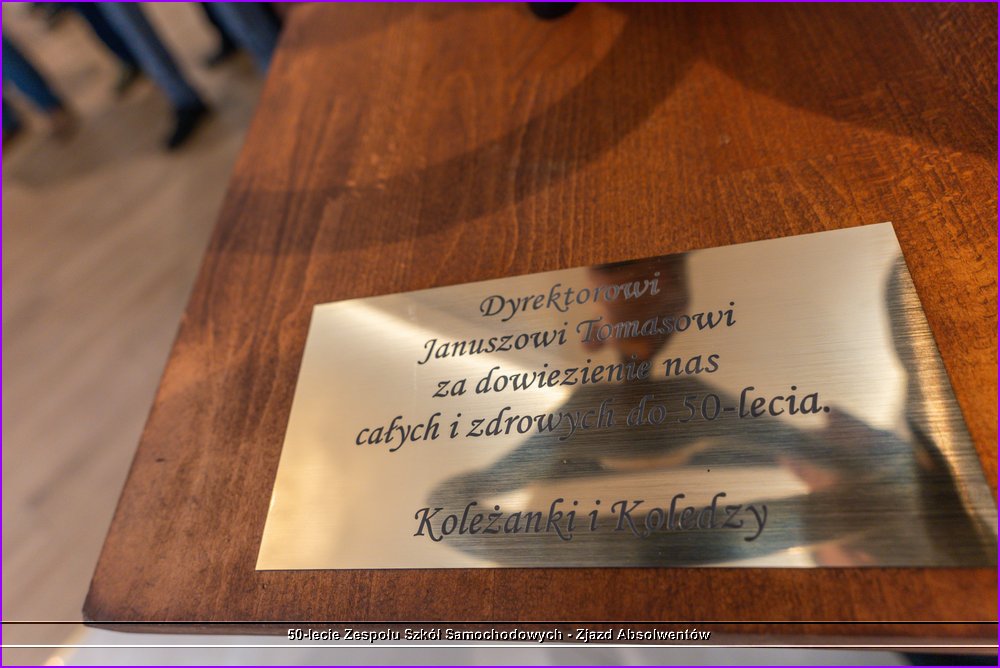 Dyrektorowi
Januszowi Tomasowi
za dowiezienie nas
całych i zdrowych do 50-lecia.
Koleżanki i Koledzy
50-lecie Zespołu Szkół Samochodowych - Zjazd Absolwentów